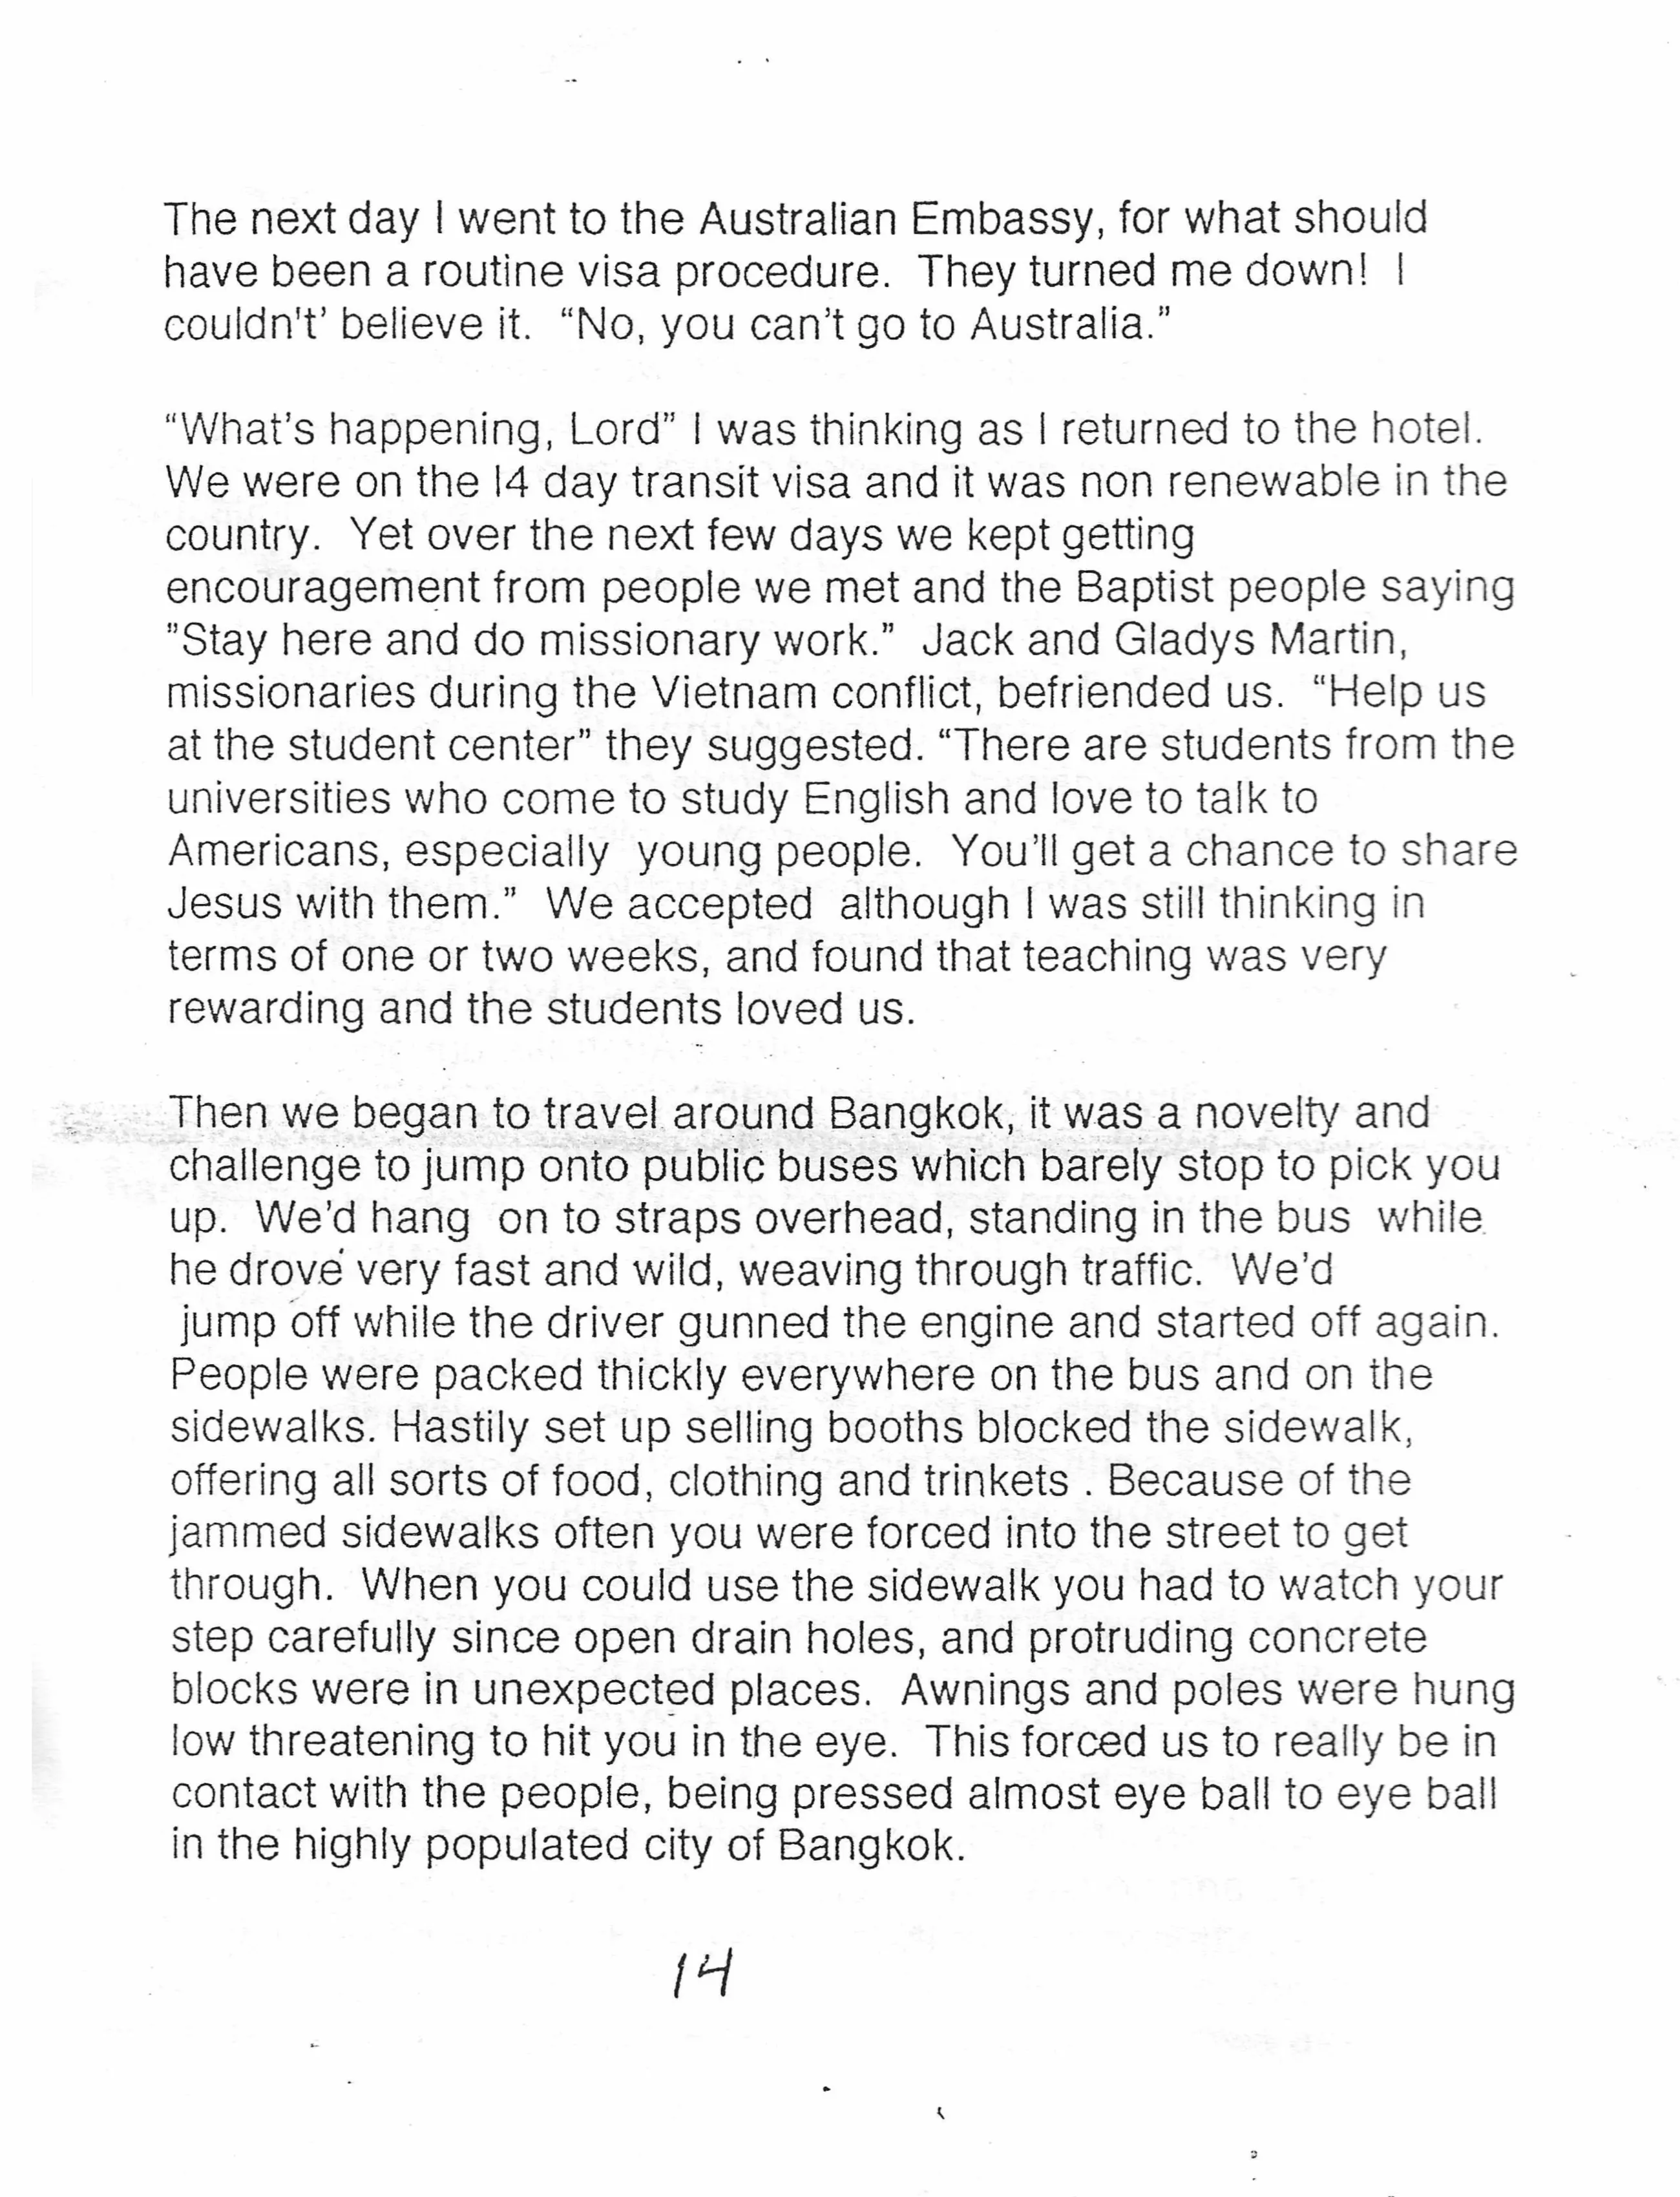 The next day I went to the Australian Embassy, for what should
have been a routine visa procedure.  They turned me down!  I
couldn't’ believe it.  “No, you can’t go to Australia.”

“What’s happening, Lord” I was thinking as I returned to the hotel.
We were on the 14 day transit visa and it was non renewable in the
country.  Yet over the next few days we kept getting
encouragement from people we met and the Baptist people saying
”Stay here and do missionary work.”  Jack and Gladys Martin,
missionaries during the Vietnam conflict, befriended us.  “Help us
at the student center” they suggested. “There are students from the
universities who come to study English and love to talk to
Americans, especially  young people.  You’ll get a chance to share
Jesus with them.”  We accepted  although I was still thinking in
terms of one or two weeks, and found that teaching was very
rewarding and the students loved us.

Then we began to travel around Bangkok, it was a novelty and
challenge to jump onto public buses which barely stop to pick you
up.  We’d hang  on to straps overhead, standing in the bus  while
he drove very fast and wild, weaving through traffic.  We’d
jump off while the driver gunned the engine and started off again.
People were packed thickly everywhere on the bus and on the
sidewalks. Hastily set up selling booths blocked the sidewalk,
offering all sorts of food, clothing and trinkets . Because of the
jammed sidewalks often you were forced into the street to get
through.  When you could use the sidewalk you had to watch your
step carefully since open drain holes, and protruding concrete
blocks were in unexpected places.  Awnings and poles were hung
low threatening to hit you in the eye.  This forced us to really be in
contact with the people, being pressed almost eye ball to eye ball
in the highly populated city of Bangkok.

14